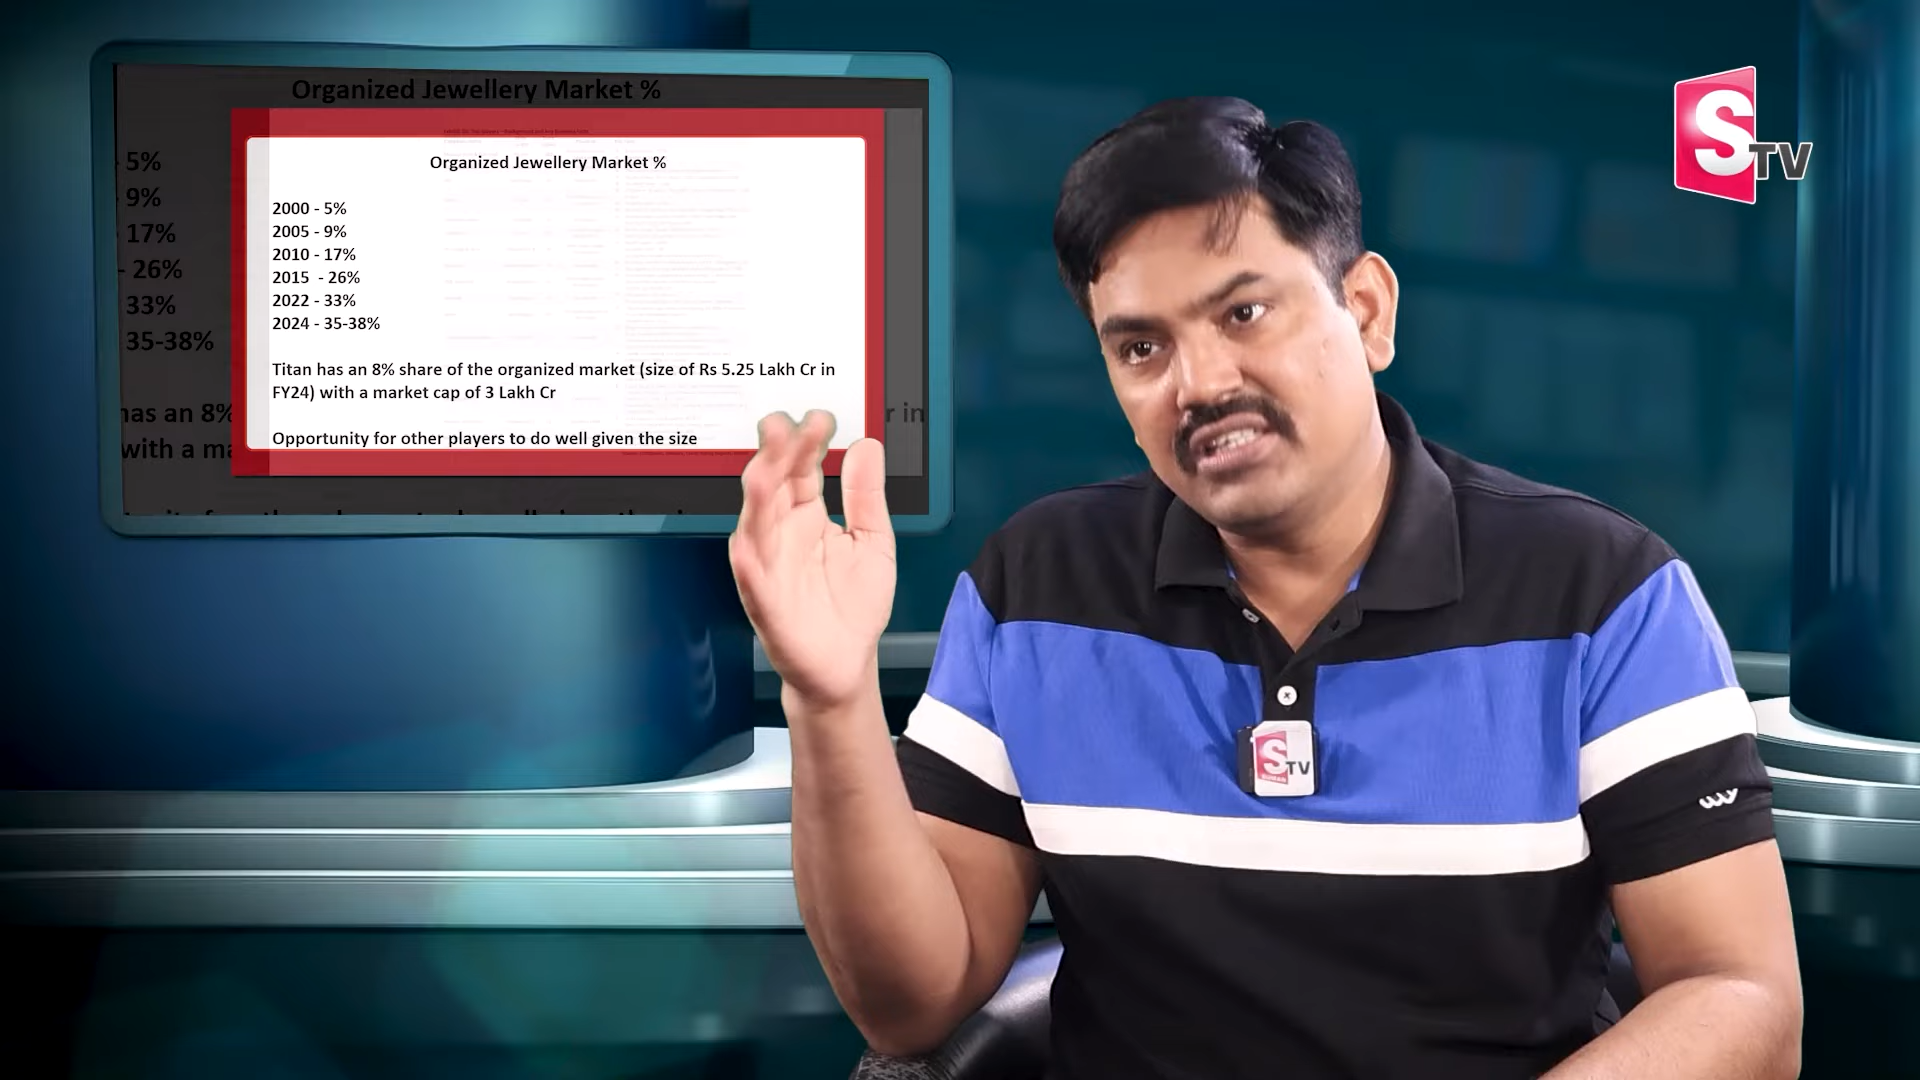 Organized Jewellery Market %
5%
9%
17%
- 26%
33%
35-38%
has an 8%
r in
with a ma
Organized Jewellery Market %
2000 - 5%
2005 - 9%
2010 - 17%
2015  - 26%
2022 - 33%
2024 - 35-38%
Titan has an 8% share of the organized market (size of Rs 5.25 Lakh Cr in
FY24) with a market cap of 3 Lakh Cr
Opportunity for other players to do well given the size
STV
STV